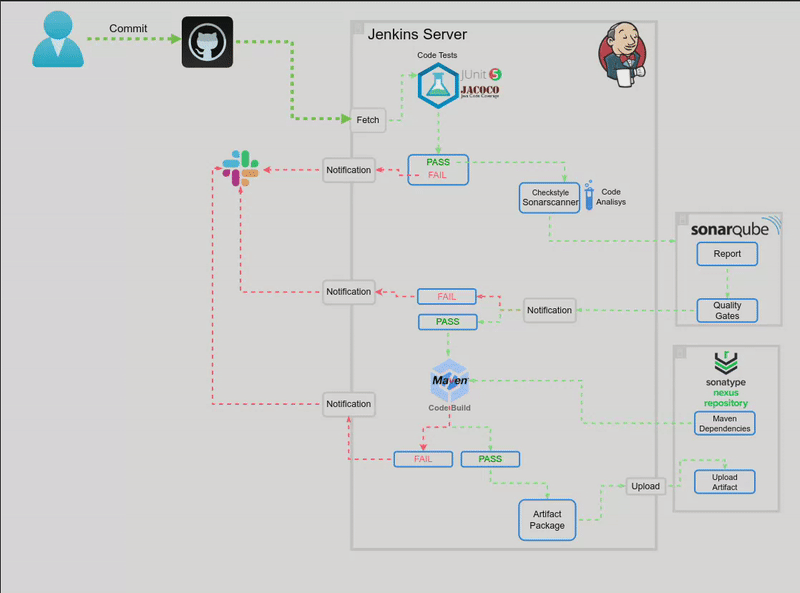 Commit
Jenkins Server
Code Tests
JUnit 5
JACOCO
Java Code Coverage
Fetch
PASS
FAIL
Notification
Checkstyle
Sonarscanner
Code
Analisys
sonarqube
Report
Quality
Gates
Notification
FAIL
PASS
Notification
Maven
Code Build
sonatype
nexus
repository
Maven
Dependencies
Notification
FAIL
PASS
Upload
Upload
Artifact
Artifact
Package